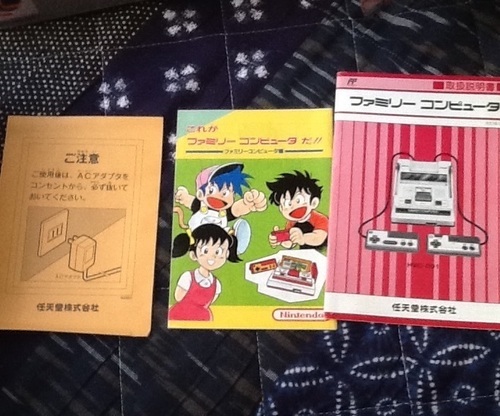 ご注意
ご使用後は、ACアダプタを
コンセントから、必ず抜いて
おいてください。
任天堂株式会社
これが
ファミリー コンピュータ だ!!
ファミリーコンピュータ編
Nintendo
取扱説明書
ファミリー コンピュータ
HVC-001
任天堂株式会社